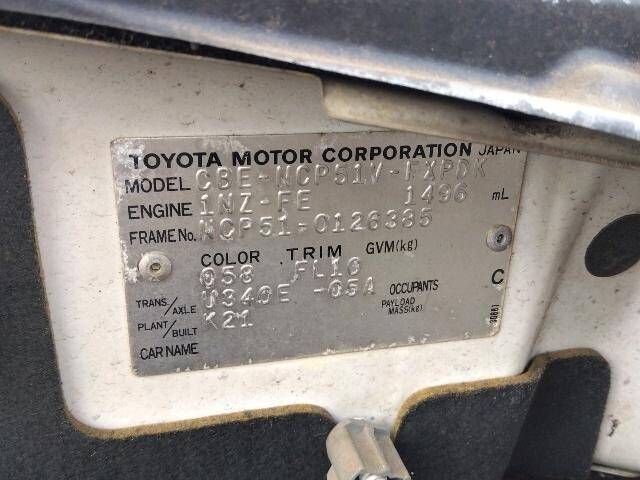 TOYOTA MOTOR CORPORATION JAPAN
MODEL CBE-NCP51V-FXPDK
ENGINE 1NZ-FE 1496 mL
FRAME No. NCP51-0126385
COLOR TRIM GVM(kg)
058 FL10 C
TRANS/AXLE U340E -05A OCCUPANTS
PAYLOAD MASS(kg)
PLANT/BUILT K21
CAR NAME